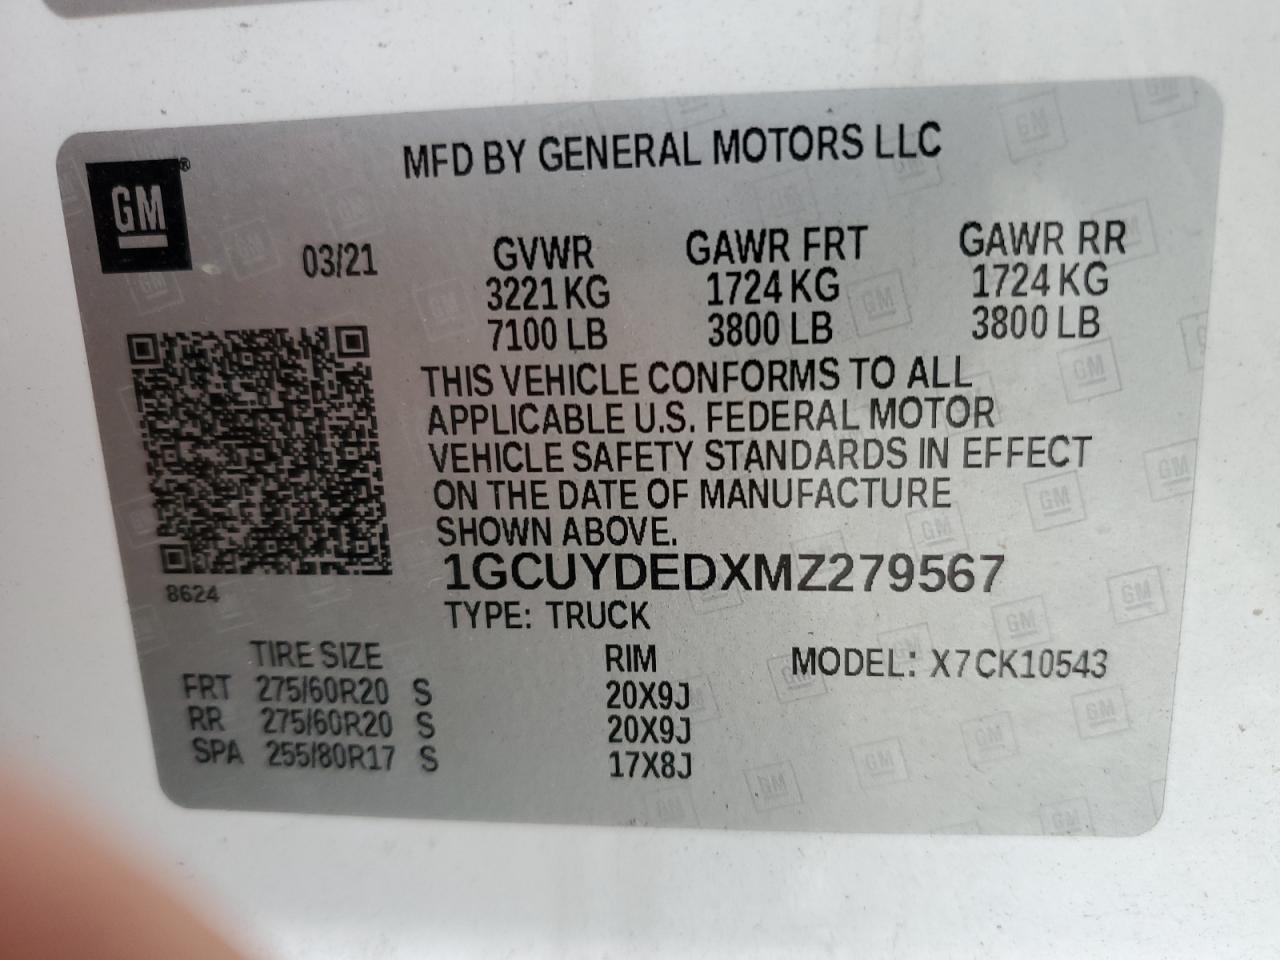 MFD BY GENERAL MOTORS LLC
GM ®
03/21
GVWR GAWR FRT GAWR RR
3221 KG 1724 KG 1724 KG
7100 LB 3800 LB 3800 LB
THIS VEHICLE CONFORMS TO ALL
APPLICABLE U.S. FEDERAL MOTOR
VEHICLE SAFETY STANDARDS IN EFFECT
ON THE DATE OF MANUFACTURE
SHOWN ABOVE.
1GCUYDEDXMZ279567
8624
TYPE: TRUCK
TIRE SIZE RIM MODEL: X7CK10543
FRT 275/60R20 S 20X9J
RR 275/60R20 S 20X9J
SPA 255/80R17 S 17X8J